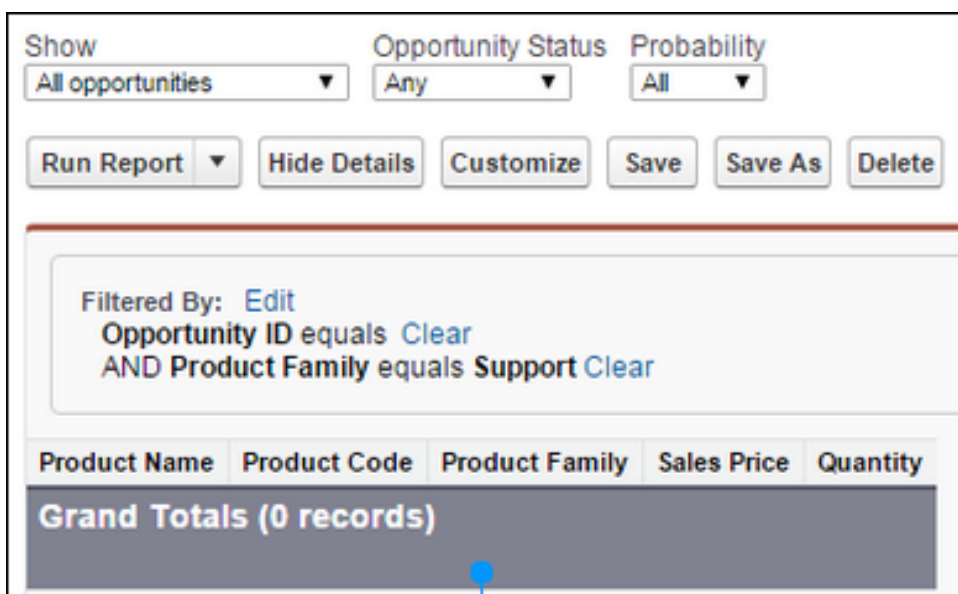 Show Opportunity Status Probability
All opportunities Any All
Run Report Hide Details Customize Save Save As Delete
Filtered By: Edit
Opportunity ID equals Clear
AND Product Family equals Support Clear
Product Name Product Code Product Family Sales Price Quantity
Grand Totals (0 records)